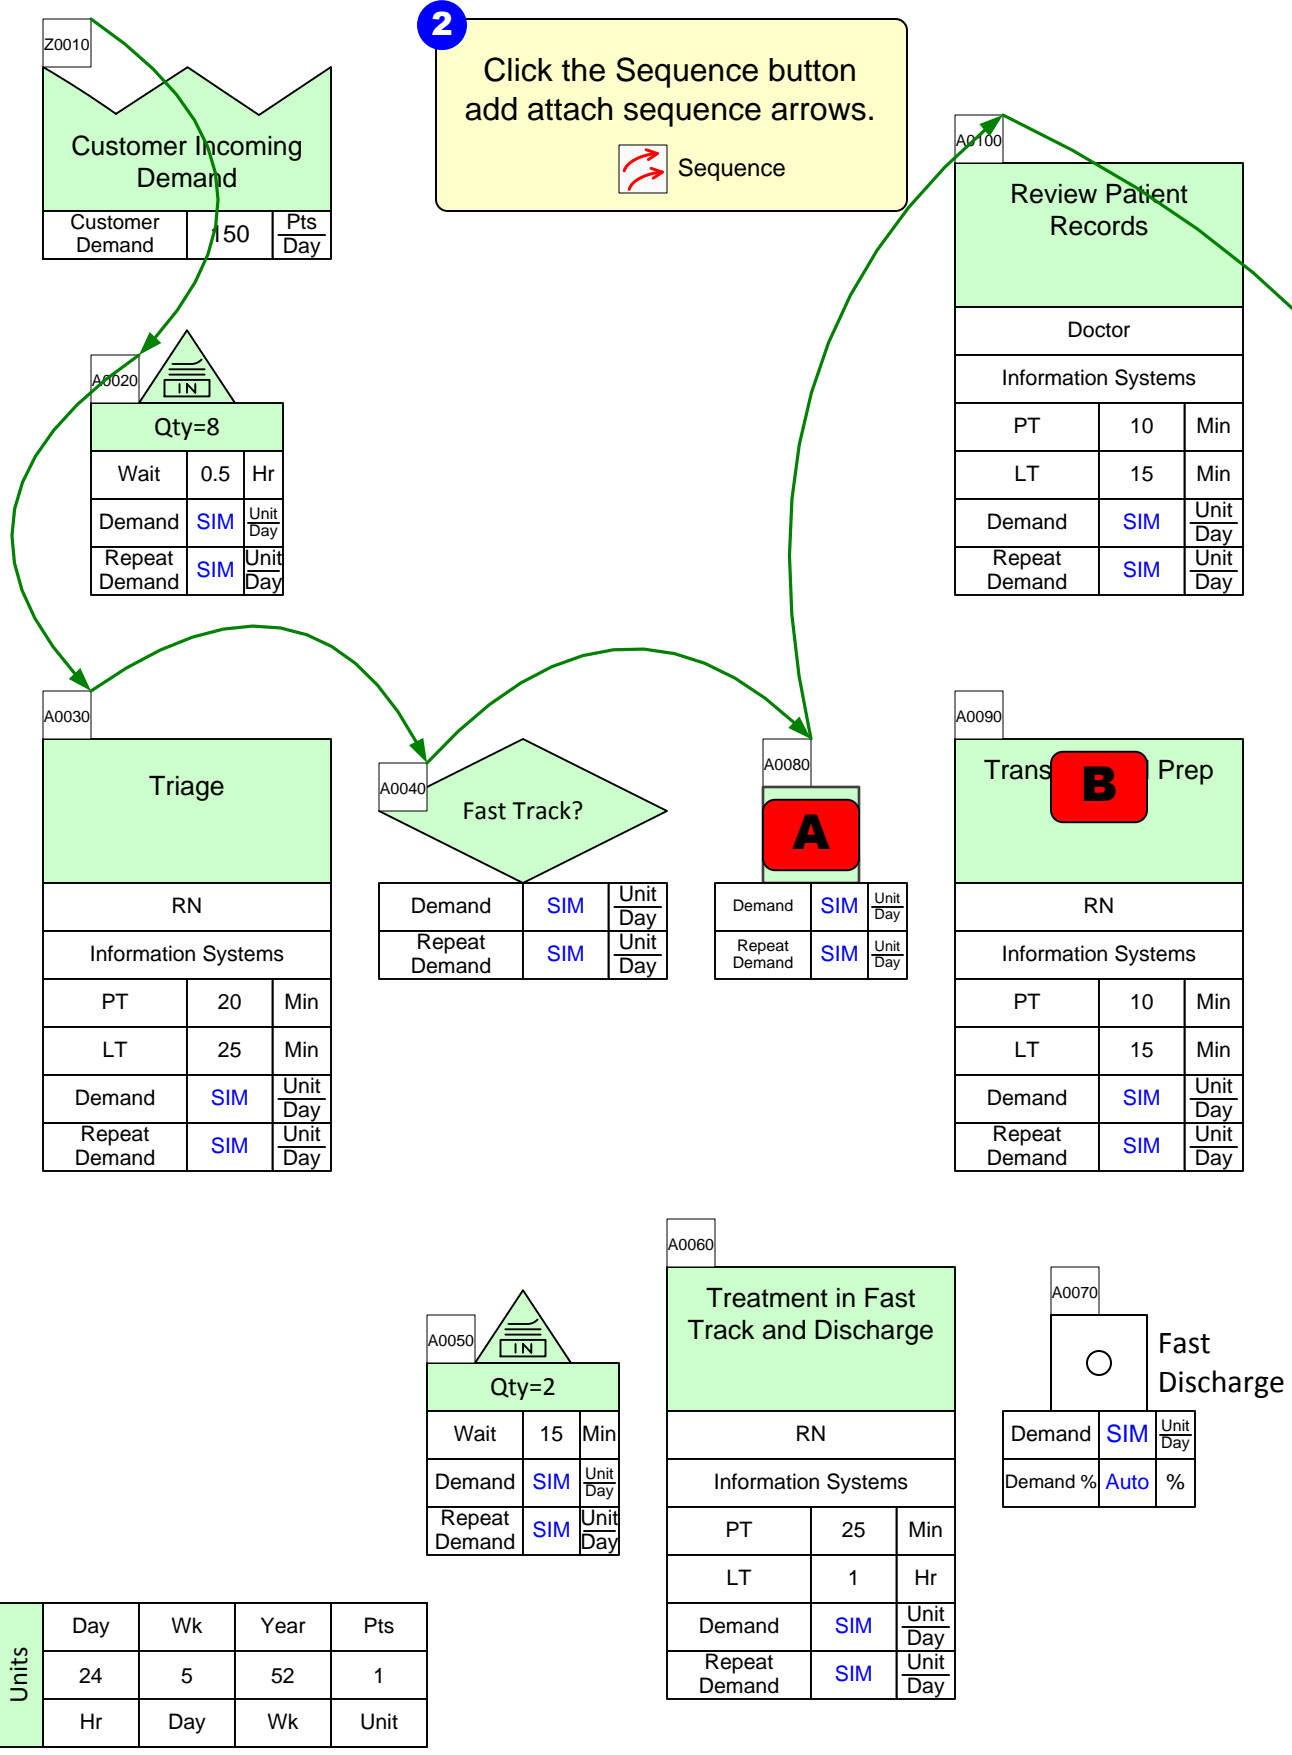 Z0010
Customer Incoming
Demand
Customer
Demand
150
Pts
Day
2
Click the Sequence button
add attach sequence arrows.
Sequence
A0100
Review Patient
Records
Doctor
Information Systems
PT 10 Min
LT 15 Min
Demand SIM Unit
Day
Repeat
Demand SIM Unit
Day
A0020
IN
Qty=8
Wait 0.5 Hr
Demand SIM Unit
Day
Repeat
Demand SIM Unit
Day
A0030
Triage
RN
Information Systems
PT 20 Min
LT 25 Min
Demand SIM Unit
Day
Repeat
Demand SIM Unit
Day
A0040
Fast Track?
Demand SIM Unit
Day
Repeat
Demand SIM Unit
Day
A0080
A
Demand SIM Unit
Day
Repeat
Demand SIM Unit
Day
A0090
Trans B Prep
RN
Information Systems
PT 10 Min
LT 15 Min
Demand SIM Unit
Day
Repeat
Demand SIM Unit
Day
A0050
IN
Qty=2
Wait 15 Min
Demand SIM Unit
Day
Repeat
Demand SIM Unit
Day
A0060
Treatment in Fast
Track and Discharge
RN
Information Systems
PT 25 Min
LT 1 Hr
Demand SIM Unit
Day
Repeat
Demand SIM Unit
Day
A0070
Fast
Discharge
Demand SIM Unit
Day
Demand % Auto %
Units
Day Wk Year Pts
24 5 52 1
Hr Day Wk Unit